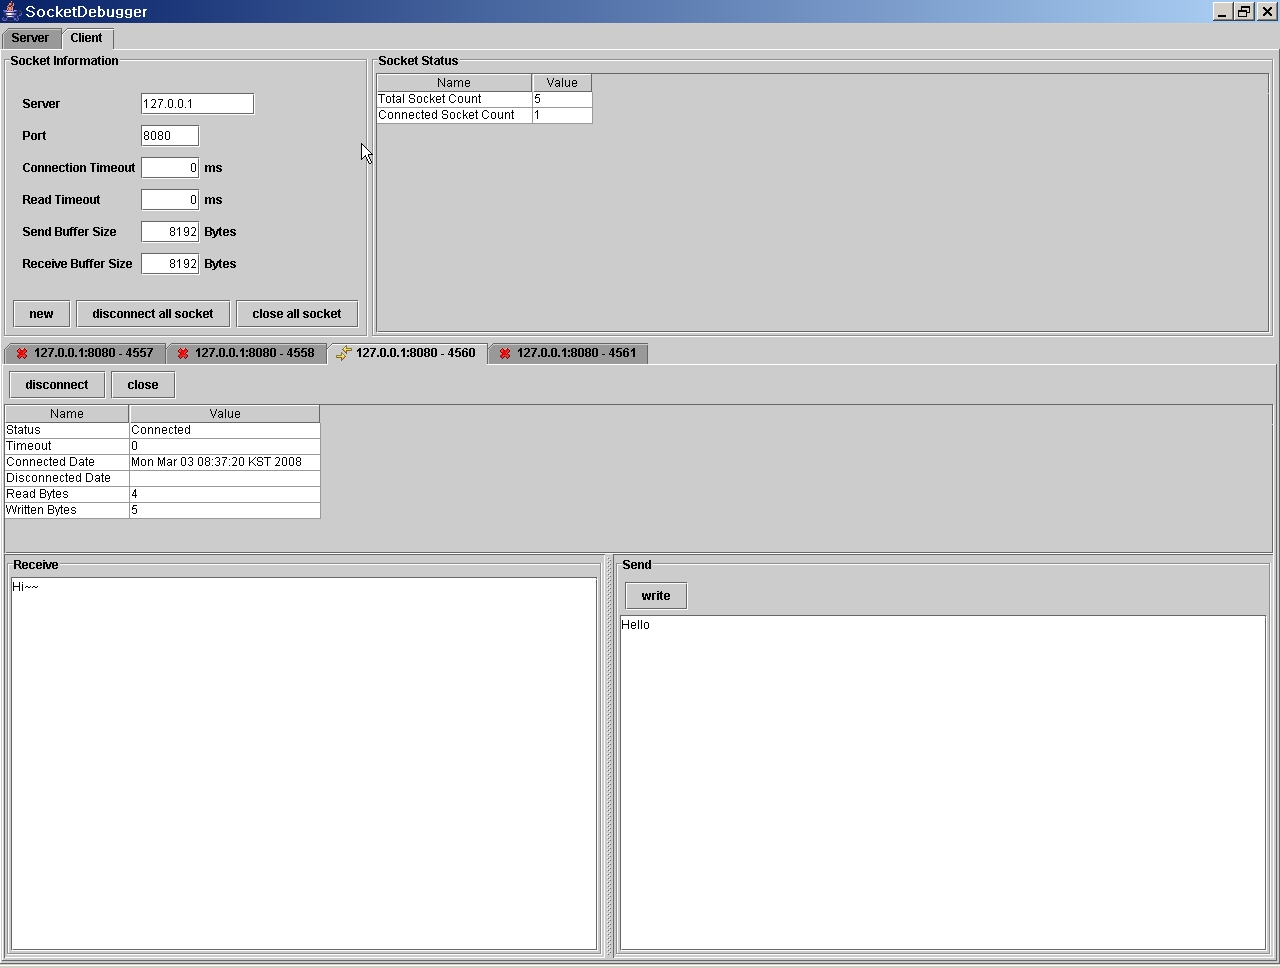 SocketDebugger
Server Client
Socket Information
Server 127.0.0.1
Port 8080
Connection Timeout 0 ms
Read Timeout 0 ms
Send Buffer Size 8192 Bytes
Receive Buffer Size 8192 Bytes
new disconnect all socket close all socket
Socket Status
Name Value
Total Socket Count 5
Connected Socket Count 1
127.0.0.1:8080 - 4557 127.0.0.1:8080 - 4558 127.0.0.1:8080 - 4560 127.0.0.1:8080 - 4561
disconnect close
Name Value
Status Connected
Timeout 0
Connected Date Mon Mar 03 08:37:20 KST 2008
Disconnected Date
Read Bytes 4
Written Bytes 5
Receive
Hi~~
Send
write
Hello